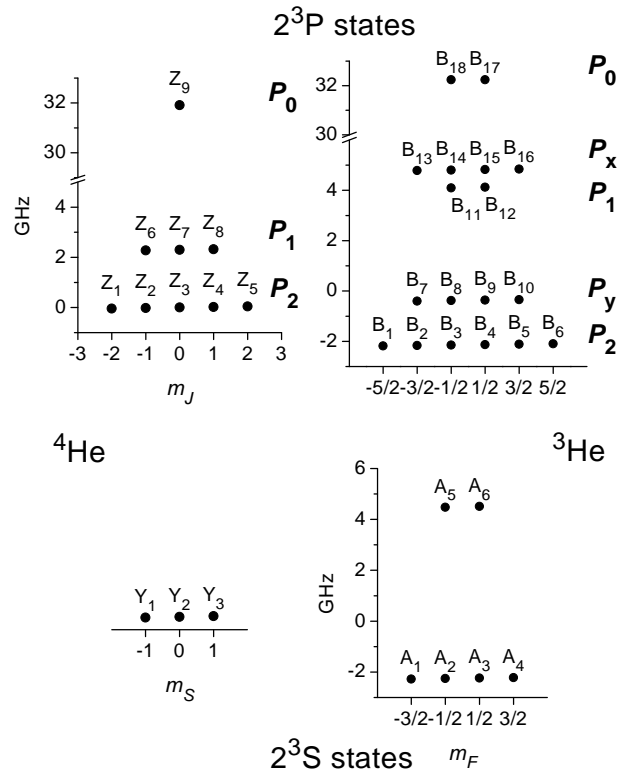 2³P states
Z₉
P₀
32
30
GHz
4
2
0
Z₆ Z₇ Z₈
P₁
Z₁ Z₂ Z₃ Z₄ Z₅
P₂
-3 -2 -1 0 1 2 3
m_J
B₁₈ B₁₇
P₀
32
30
B₁₃ B₁₄ B₁₅ B₁₆
Pₓ
4
2
0
-2
B₁₁ B₁₂
P₁
B₇ B₈ B₉ B₁₀
P_y
B₁ B₂ B₃ B₄ B₅ B₆
P₂
-5/2 -3/2 -1/2 1/2 3/2 5/2
⁴He
³He
Y₁ Y₂ Y₃
-1 0 1
m_S
6
4
2
0
-2
GHz
A₅ A₆
A₁ A₂ A₃ A₄
-3/2 -1/2 1/2 3/2
2³S states
m_F